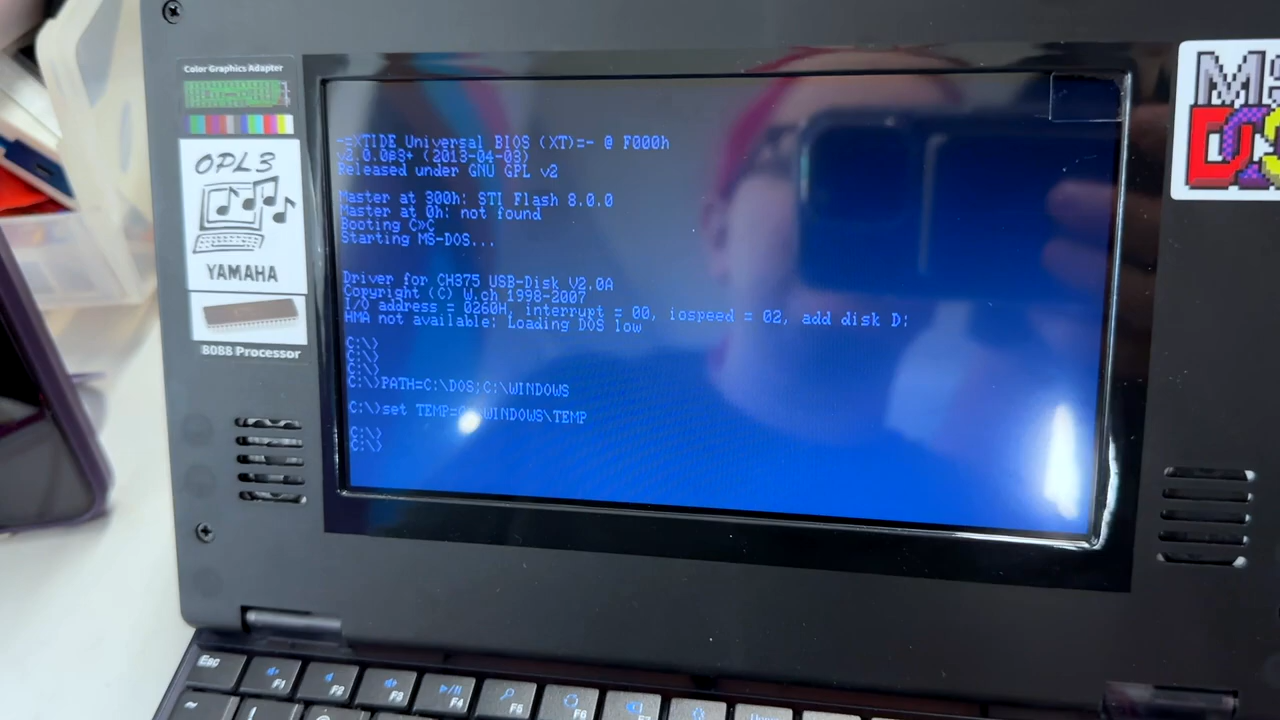 Color Graphics Adapter
OPL3
YAMAHA
8088 Processor
-=XTIDE Universal BIOS (XT)=- @ F000h
v2.0.0β3+ (2013-04-03)
Released under GNU GPL v2
Master at 300h: STI Flash 8.0.0
Master at 0h: not found
Booting C»C
Starting MS-DOS...
Driver for CH375 USB-Disk V2.0A
Copyright (C) W.ch 1998-2007
I/O address = 0260H, interrupt = 00, iospeed = 02, add disk D:
HMA not available: Loading DOS low
C:\>
C:\>
C:\>
C:\>PATH=C:\DOS;C:\WINDOWS
C:\>set TEMP=C:\WINDOWS\TEMP
C:\>
C:\>
Esc
F1
F2
F3
F4
F5
F6